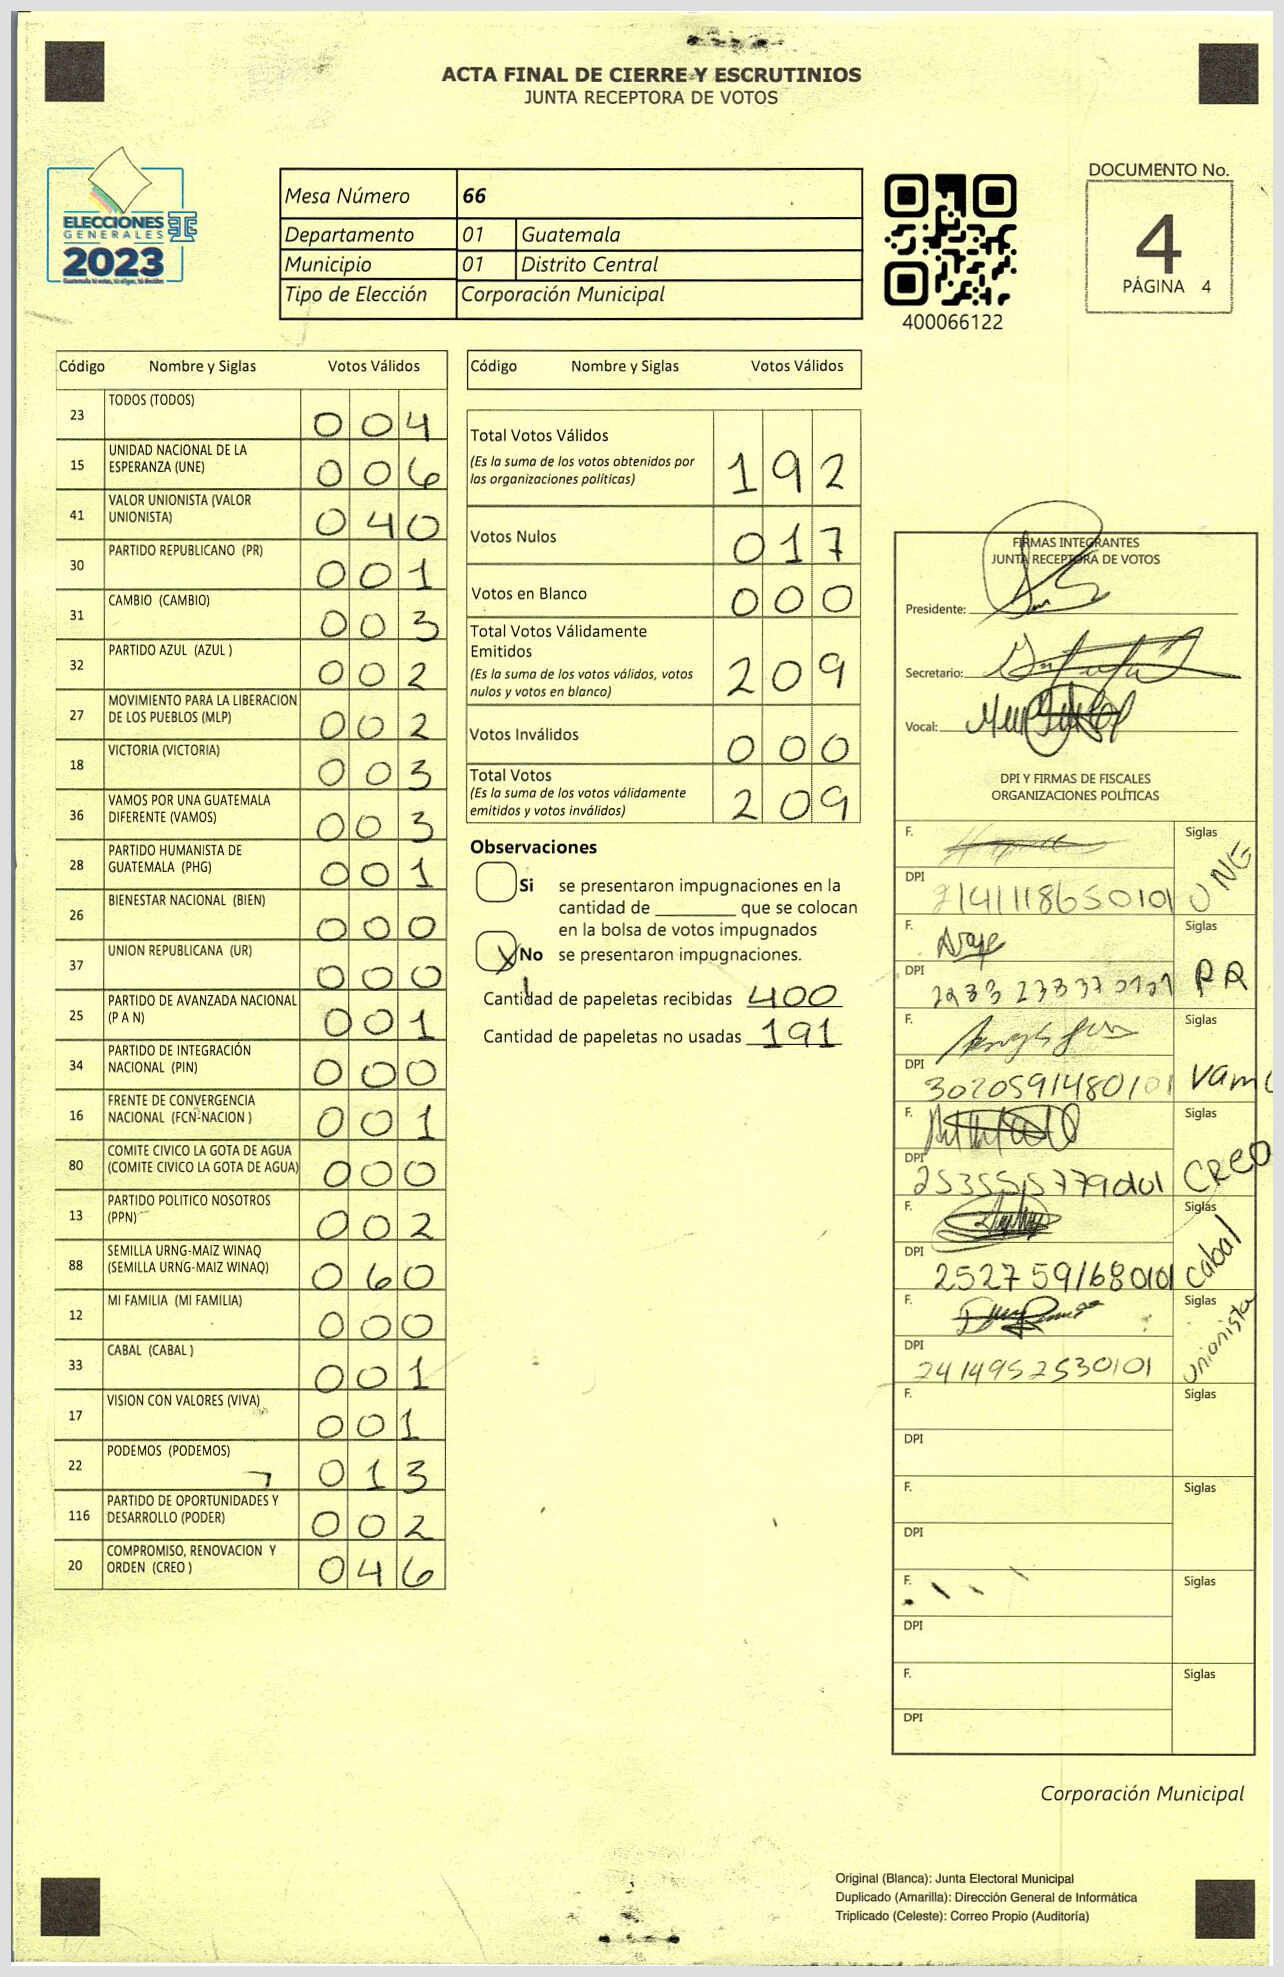 ACTA FINAL DE CIERRE Y ESCRUTINIOS
JUNTA RECEPTORA DE VOTOS
ELECCIONES
GENERALES
2023
Mesa Número 66
Departamento 01 Guatemala
Municipio 01 Distrito Central
Tipo de Elección Corporación Municipal
400066122
DOCUMENTO No.
4
PÁGINA 4
Código Nombre y Siglas Votos Válidos
23 TODOS (TODOS) 004
15 UNIDAD NACIONAL DE LA ESPERANZA (UNE) 006
41 VALOR UNIONISTA (VALOR UNIONISTA) 040
30 PARTIDO REPUBLICANO (PR) 001
31 CAMBIO (CAMBIO) 003
32 PARTIDO AZUL (AZUL ) 002
27 MOVIMIENTO PARA LA LIBERACION DE LOS PUEBLOS (MLP) 002
18 VICTORIA (VICTORIA) 003
36 VAMOS POR UNA GUATEMALA DIFERENTE (VAMOS) 003
28 PARTIDO HUMANISTA DE GUATEMALA (PHG) 001
26 BIENESTAR NACIONAL (BIEN) 000
37 UNION REPUBLICANA (UR) 000
25 PARTIDO DE AVANZADA NACIONAL (P A N) 001
34 PARTIDO DE INTEGRACIÓN NACIONAL (PIN) 000
16 FRENTE DE CONVERGENCIA NACIONAL (FCN-NACION ) 001
80 COMITE CIVICO LA GOTA DE AGUA (COMITE CIVICO LA GOTA DE AGUA) 000
13 PARTIDO POLITICO NOSOTROS (PPN) 002
88 SEMILLA URNG-MAIZ WINAQ (SEMILLA URNG-MAIZ WINAQ) 060
12 MI FAMILIA (MI FAMILIA) 000
33 CABAL (CABAL ) 001
17 VISION CON VALORES (VIVA) 001
22 PODEMOS (PODEMOS) 013
116 PARTIDO DE OPORTUNIDADES Y DESARROLLO (PODER) 002
20 COMPROMISO, RENOVACION Y ORDEN (CREO ) 046
Código Nombre y Siglas Votos Válidos
Total Votos Válidos 192
(Es la suma de los votos obtenidos por
las organizaciones políticas)
Votos Nulos 017
Votos en Blanco 000
Total Votos Válidamente
Emitidos 209
(Es la suma de los votos válidos, votos
nulos y votos en blanco)
Votos Inválidos 000
Total Votos 209
(Es la suma de los votos válidamente
emitidos y votos inválidos)
Observaciones
Si se presentaron impugnaciones en la
cantidad de ________ que se colocan
en la bolsa de votos impugnados
X No se presentaron impugnaciones.
Cantidad de papeletas recibidas 400
Cantidad de papeletas no usadas 191
FIRMAS INTEGRANTES
JUNTA RECEPTORA DE VOTOS
Presidente:
Secretario:
Vocal:
DPI Y FIRMAS DE FISCALES
ORGANIZACIONES POLÍTICAS
F. Siglas UNE
DPI
F. Siglas PR
DPI
F. Siglas
DPI 3020591480101
F. Siglas CREO
DPI
F. Siglas Cabal
DPI 2527591680101
F. Siglas unionista
DPI 2414952530101
F. Siglas
DPI
F. Siglas
DPI
F. Siglas
DPI
F. Siglas
DPI
Corporación Municipal
Original (Blanca): Junta Electoral Municipal
Duplicado (Amarilla): Dirección General de Informática
Triplicado (Celeste): Correo Propio (Auditoría)